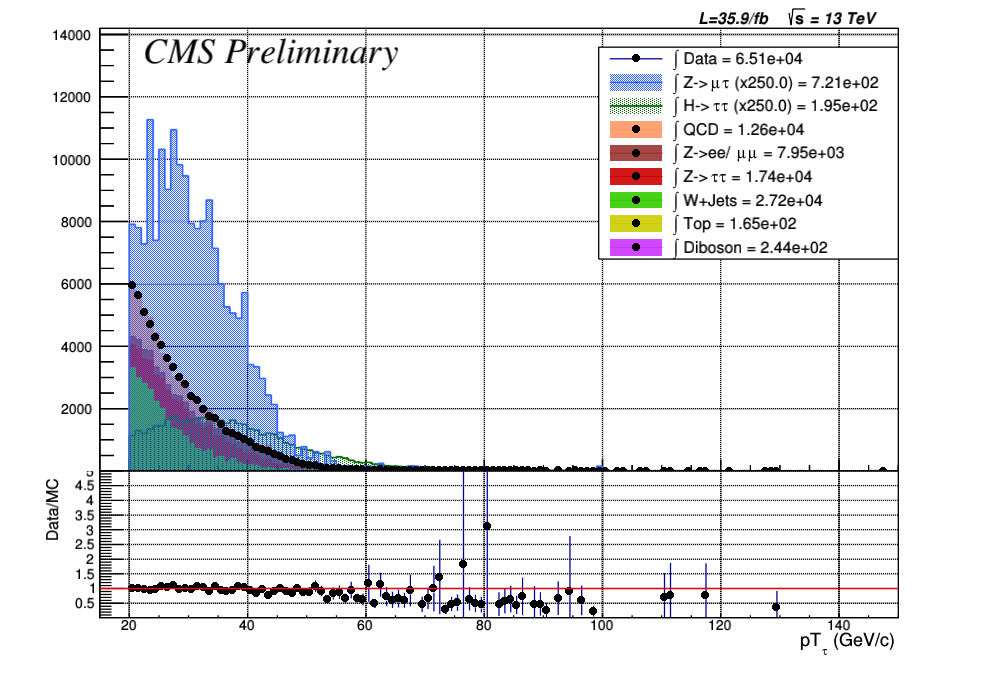 L=35.9/fb √s = 13 TeV
CMS Preliminary
14000
12000
10000
8000
6000
4000
2000
∫ Data = 6.51e+04
∫ Z->μτ (x250.0) = 7.21e+02
∫ H->ττ (x250.0) = 1.95e+02
∫ QCD = 1.26e+04
∫ Z->ee/ μμ = 7.95e+03
∫ Z->ττ = 1.74e+04
∫ W+Jets = 2.72e+04
∫ Top = 1.65e+02
∫ Diboson = 2.44e+02
Data/MC
5
4.5
4
3.5
3
2.5
2
1.5
1
0.5
20 40 60 80 100 120 140
pT_τ (GeV/c)